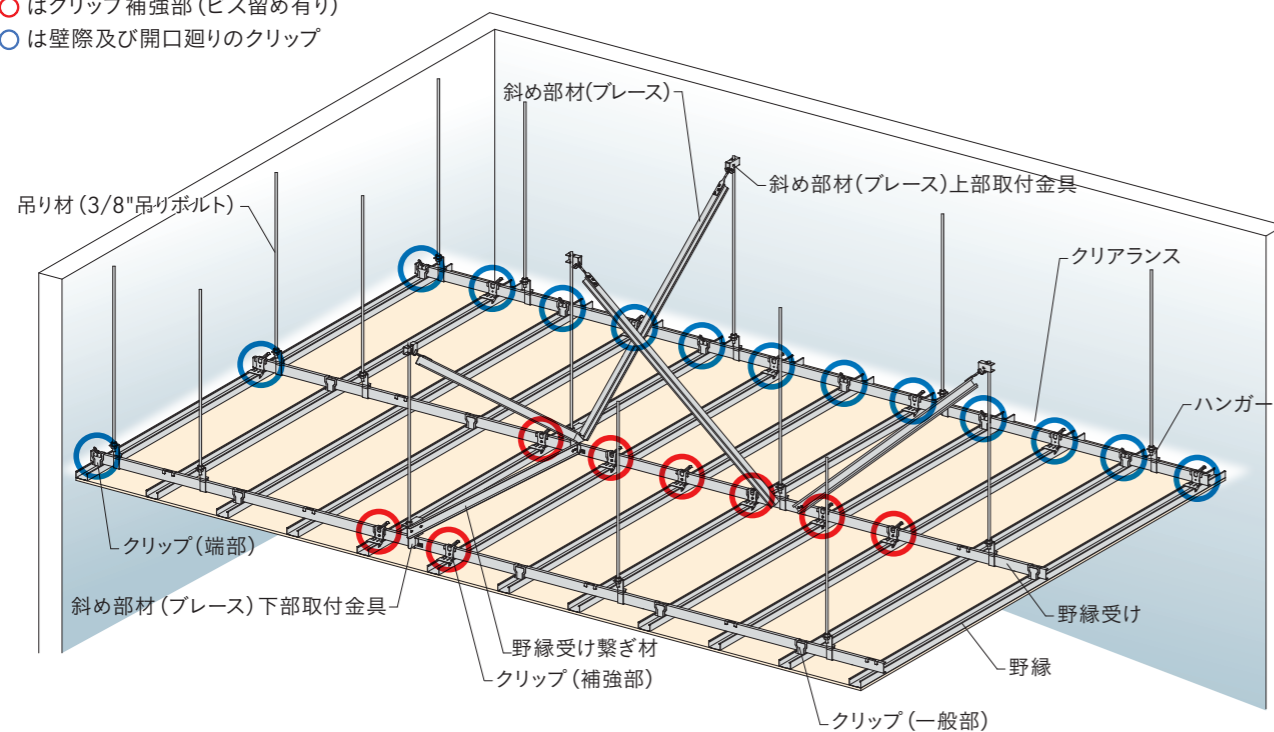 はクリップ補強部(ビス留め有り)
は壁際及び開口廻りのクリップ
斜め部材(ブレース)
斜め部材(ブレース)上部取付金具
吊り材(3/8"吊りボルト)
クリアランス
ハンガー
クリップ(端部)
斜め部材(ブレース)下部取付金具
野縁受け繋ぎ材
クリップ(補強部)
野縁受け
野縁
クリップ(一般部)